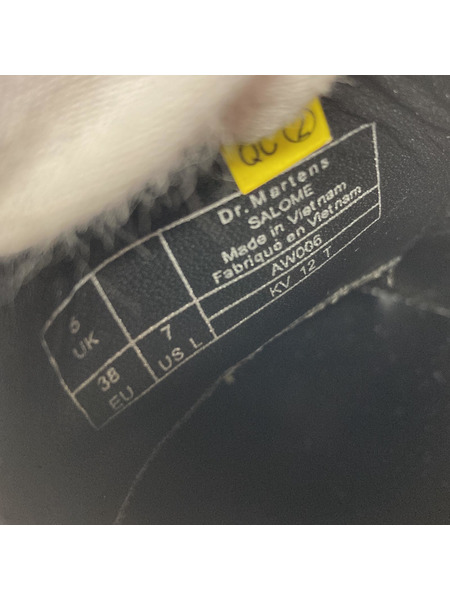 QC 2
Dr. Martens
SALOME
Made in Vietnam
Fabriqué en Vietnam
AW006
KV 12 T
5
UK
38
EU
7
US L